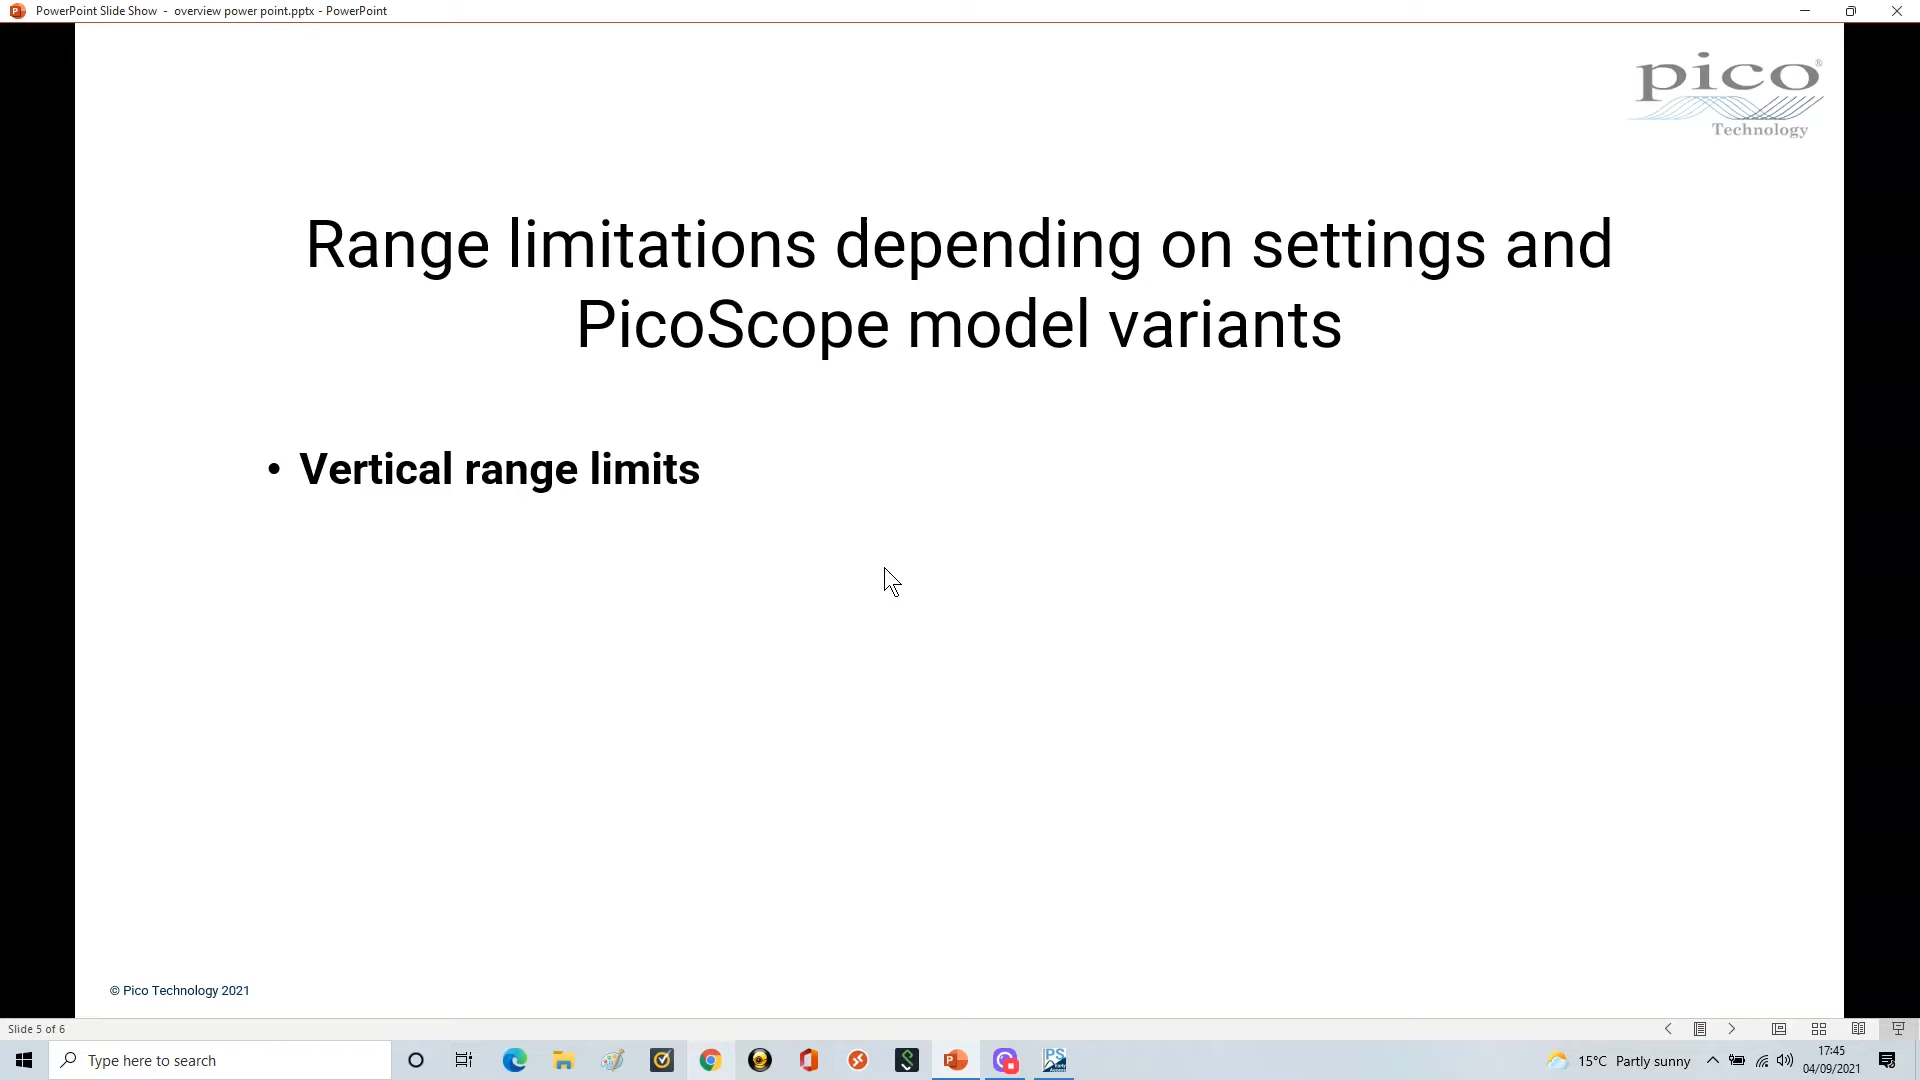 PowerPoint Slide Show - overview power point.pptx - PowerPoint
pico®
Technology
Range limitations depending on settings and
PicoScope model variants
• Vertical range limits
© Pico Technology 2021
Slide 5 of 6
Type here to search
PS
15°C Partly sunny
17:45
04/09/2021